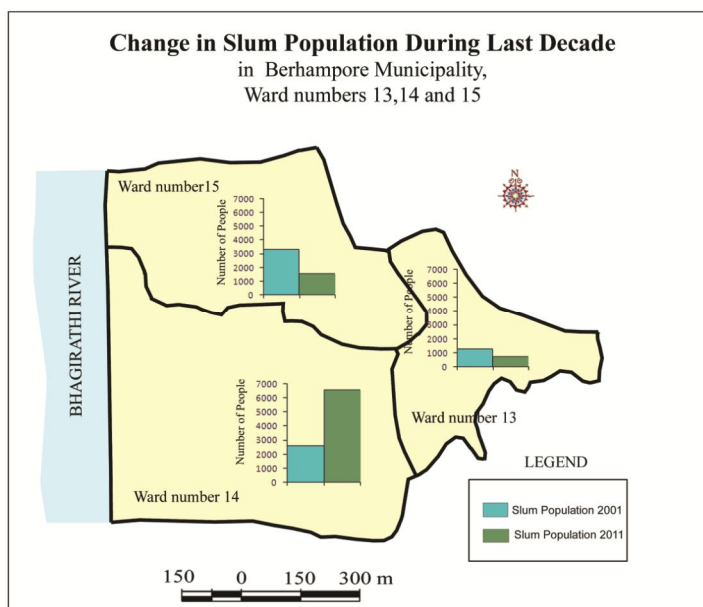 Change in Slum Population During Last Decade
in Berhampore Municipality,
Ward numbers 13,14 and 15
N
Ward number15
Number of People
7000
6000
5000
4000
3000
2000
1000
0
Number of People
7000
6000
5000
4000
3000
2000
1000
0
BHAGIRATHI RIVER
Number of People
7000
6000
5000
4000
3000
2000
1000
0
Ward number 13
Ward number 14
LEGEND
Slum Population 2001
Slum Population 2011
150 0 150 300 m